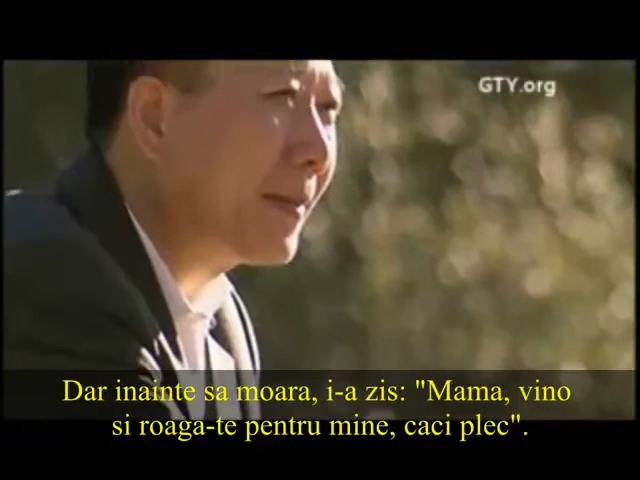 GTY.org
Dar inainte sa moara, i-a zis: "Mama, vino
si roaga-te pentru mine, caci plec".